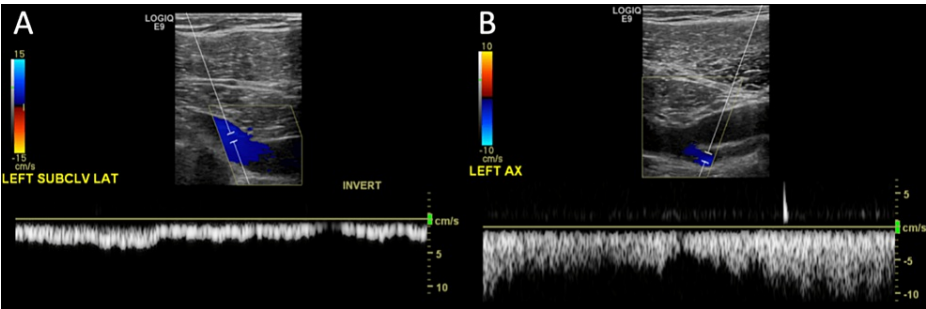 A
LOGIQ
E9
15
-15
cm/s
LEFT SUBCLV LAT
INVERT
cm/s
5
10
B
LOGIQ
E9
10
-10
cm/s
LEFT AX
5
cm/s
-5
-10